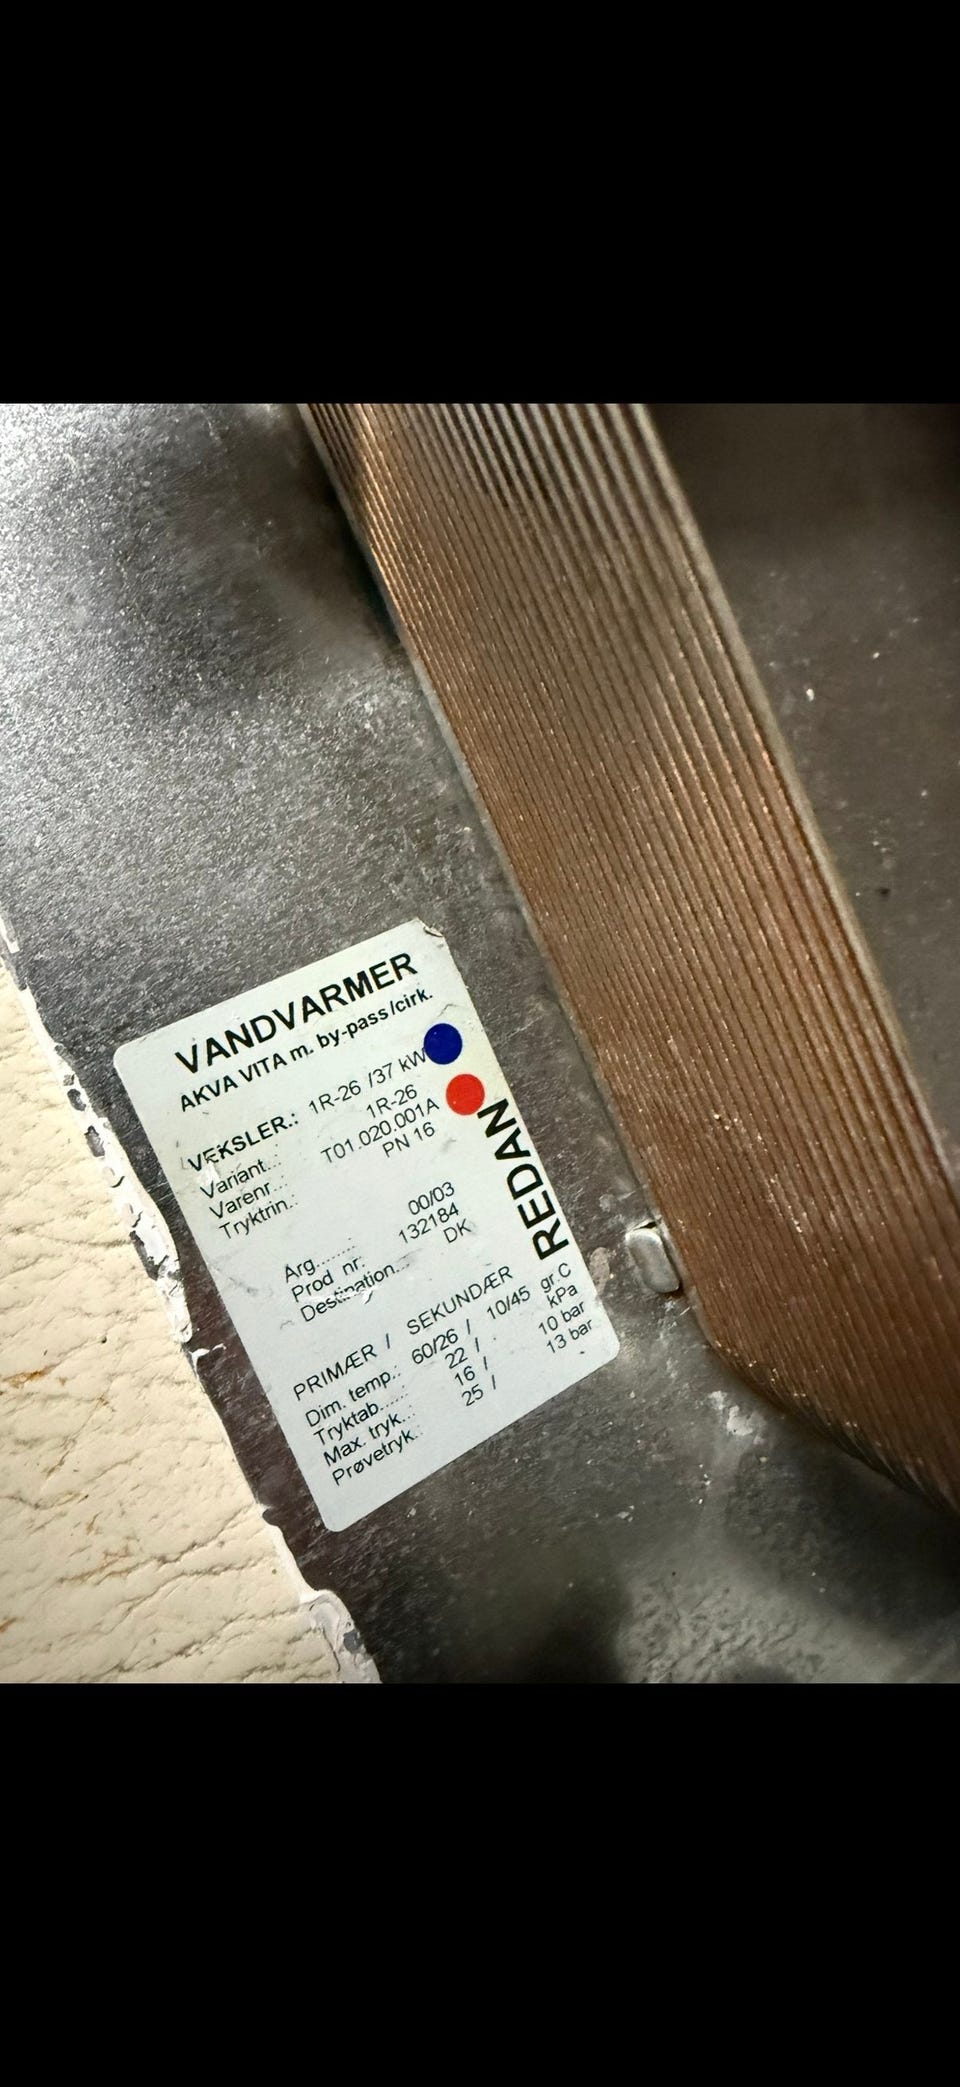 VANDVARMER
AKVA VITA m. by-pass/cirk.
VEKSLER.: 1R-26 /37 kW
Variant...: 1R-26
Varenr...: T01.020.001A
Tryktrin.: PN 16
REDAN
Årg........: 00/03
Prod nr: 132184
Destination... DK
PRIMÆR / SEKUNDÆR
Dim. temp.: 60/26 / 10/45 gr.C
Tryktab......: 22 / . kPa
Max. tryk...: 16 / 10 bar
Prøvetryk.: 25 / 13 bar